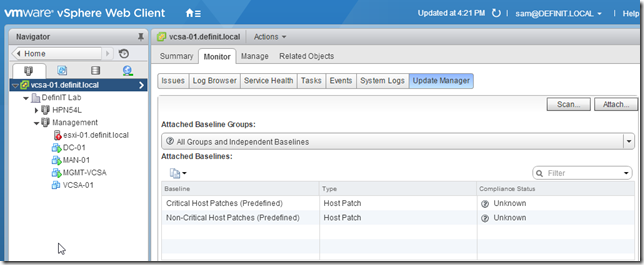 vmware® vSphere Web Client
Updated at 4:21 PM
sam@DEFINIT.LOCAL
Help
Navigator
Home
vcsa-01.definit.local
DefinIT Lab
HPN54L
Management
esxi-01.definit.local
DC-01
MAN-01
MGMT-VCSA
VCSA-01
vcsa-01.definit.local Actions
Summary Monitor Manage Related Objects
Issues Log Browser Service Health Tasks Events System Logs Update Manager
Scan... Attach...
Attached Baseline Groups:
All Groups and Independent Baselines
Attached Baselines:
Filter
Baseline Type Compliance Status
Critical Host Patches (Predefined) Host Patch Unknown
Non-Critical Host Patches (Predefined) Host Patch Unknown